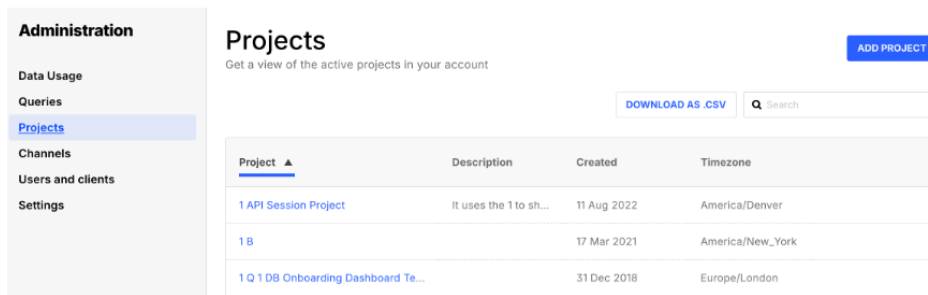 Administration
Data Usage
Queries
Projects
Channels
Users and clients
Settings
Projects
Get a view of the active projects in your account
ADD PROJECT
DOWNLOAD AS .CSV
Search
Project ▲ Description Created Timezone
1 API Session Project It uses the 1 to sh... 11 Aug 2022 America/Denver
1 B 17 Mar 2021 America/New_York
1 Q 1 DB Onboarding Dashboard Te... 31 Dec 2018 Europe/London